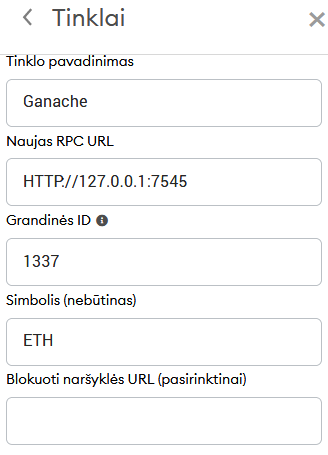 Tinklai
Tinklo pavadinimas
Ganache
Naujas RPC URL
HTTP://127.0.0.1:7545
Grandinės ID
1337
Simbolis (nebūtinas)
ETH
Blokuoti naršyklės URL (pasirinktinai)